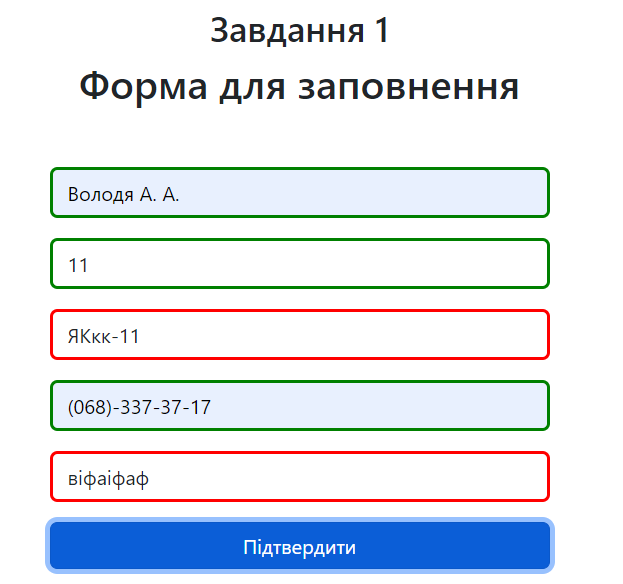 Завдання 1
Форма для заповнення
Володя А. А.
11
ЯКкк-11
(068)-337-37-17
віфаіфаф
Підтвердити